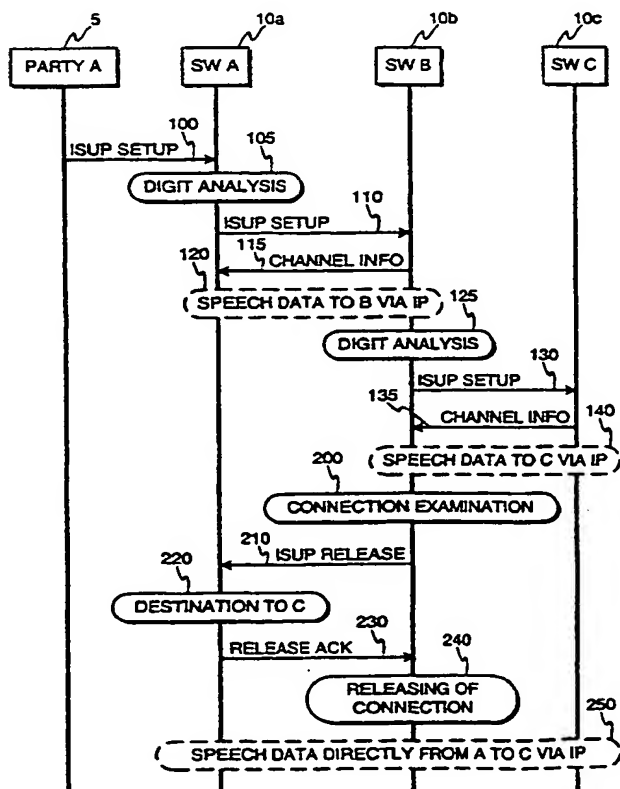 5
10a
10b
10c
PARTY A
SW A
SW B
SW C
100
ISUP SETUP
105
DIGIT ANALYSIS
110
ISUP SETUP
115
CHANNEL INFO
120
SPEECH DATA TO B VIA IP
125
DIGIT ANALYSIS
130
ISUP SETUP
135
CHANNEL INFO
140
SPEECH DATA TO C VIA IP
200
CONNECTION EXAMINATION
210
ISUP RELEASE
220
DESTINATION TO C
230
RELEASE ACK
240
RELEASING OF
CONNECTION
250
SPEECH DATA DIRECTLY FROM A TO C VIA IP